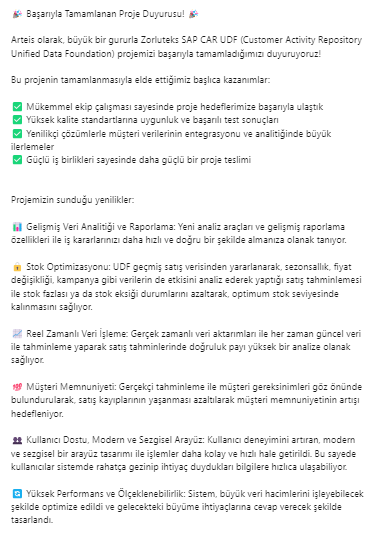 🎉 Başarıyla Tamamlanan Proje Duyurusu! 🎉
Arteis olarak, büyük bir gururla Zorluteks SAP CAR UDF (Customer Activity Repository
Unified Data Foundation) projemizi başarıyla tamamladığımızı duyuruyoruz!
Bu projenin tamamlanmasıyla elde ettiğimiz başlıca kazanımlar:
✅ Mükemmel ekip çalışması sayesinde proje hedeflerimize başarıyla ulaştık
✅ Yüksek kalite standartlarına uygunluk ve başarılı test sonuçları
✅ Yenilikçi çözümlerle müşteri verilerinin entegrasyonu ve analitiğinde büyük
ilerlemeler
✅ Güçlü iş birlikleri sayesinde daha güçlü bir proje teslimi
Projemizin sunduğu yenilikler:
📊 Gelişmiş Veri Analitiği ve Raporlama: Yeni analiz araçları ve gelişmiş raporlama
özellikleri ile iş kararlarınızı daha hızlı ve doğru bir şekilde almanıza olanak tanıyor.
🔒 Stok Optimizasyonu: UDF geçmiş satış verisinden yararlanarak, sezonsallık, fiyat
değişikliği, kampanya gibi verilerin de etkisini analiz ederek yaptığı satış tahminlemesi
ile stok fazlası ya da stok eksiği durumlarını azaltarak, optimum stok seviyesinde
kalınmasını sağlıyor.
📈 Reel Zamanlı Veri İşleme: Gerçek zamanlı veri aktarımları ile her zaman güncel veri
ile tahminleme yaparak satış tahminlerinde doğruluk payı yüksek bir analize olanak
sağlıyor.
💯 Müşteri Memnuniyeti: Gerçekçi tahminleme ile müşteri gereksinimleri göz önünde
bulundurularak, satış kayıplarının yaşanması azaltılarak müşteri memnuniyetinin artışı
hedefleniyor.
👥 Kullanıcı Dostu, Modern ve Sezgisel Arayüz: Kullanıcı deneyimini artıran, modern
ve sezgisel bir arayüz tasarımı ile işlemler daha kolay ve hızlı hale getirildi. Bu sayede
kullanıcılar sistemde rahatça gezinip ihtiyaç duydukları bilgilere hızlıca ulaşabiliyor.
🔄 Yüksek Performans ve Ölçeklenebilirlik: Sistem, büyük veri hacimlerini işleyebilecek
şekilde optimize edildi ve gelecekteki büyüme ihtiyaçlarına cevap verecek şekilde
tasarlandı.